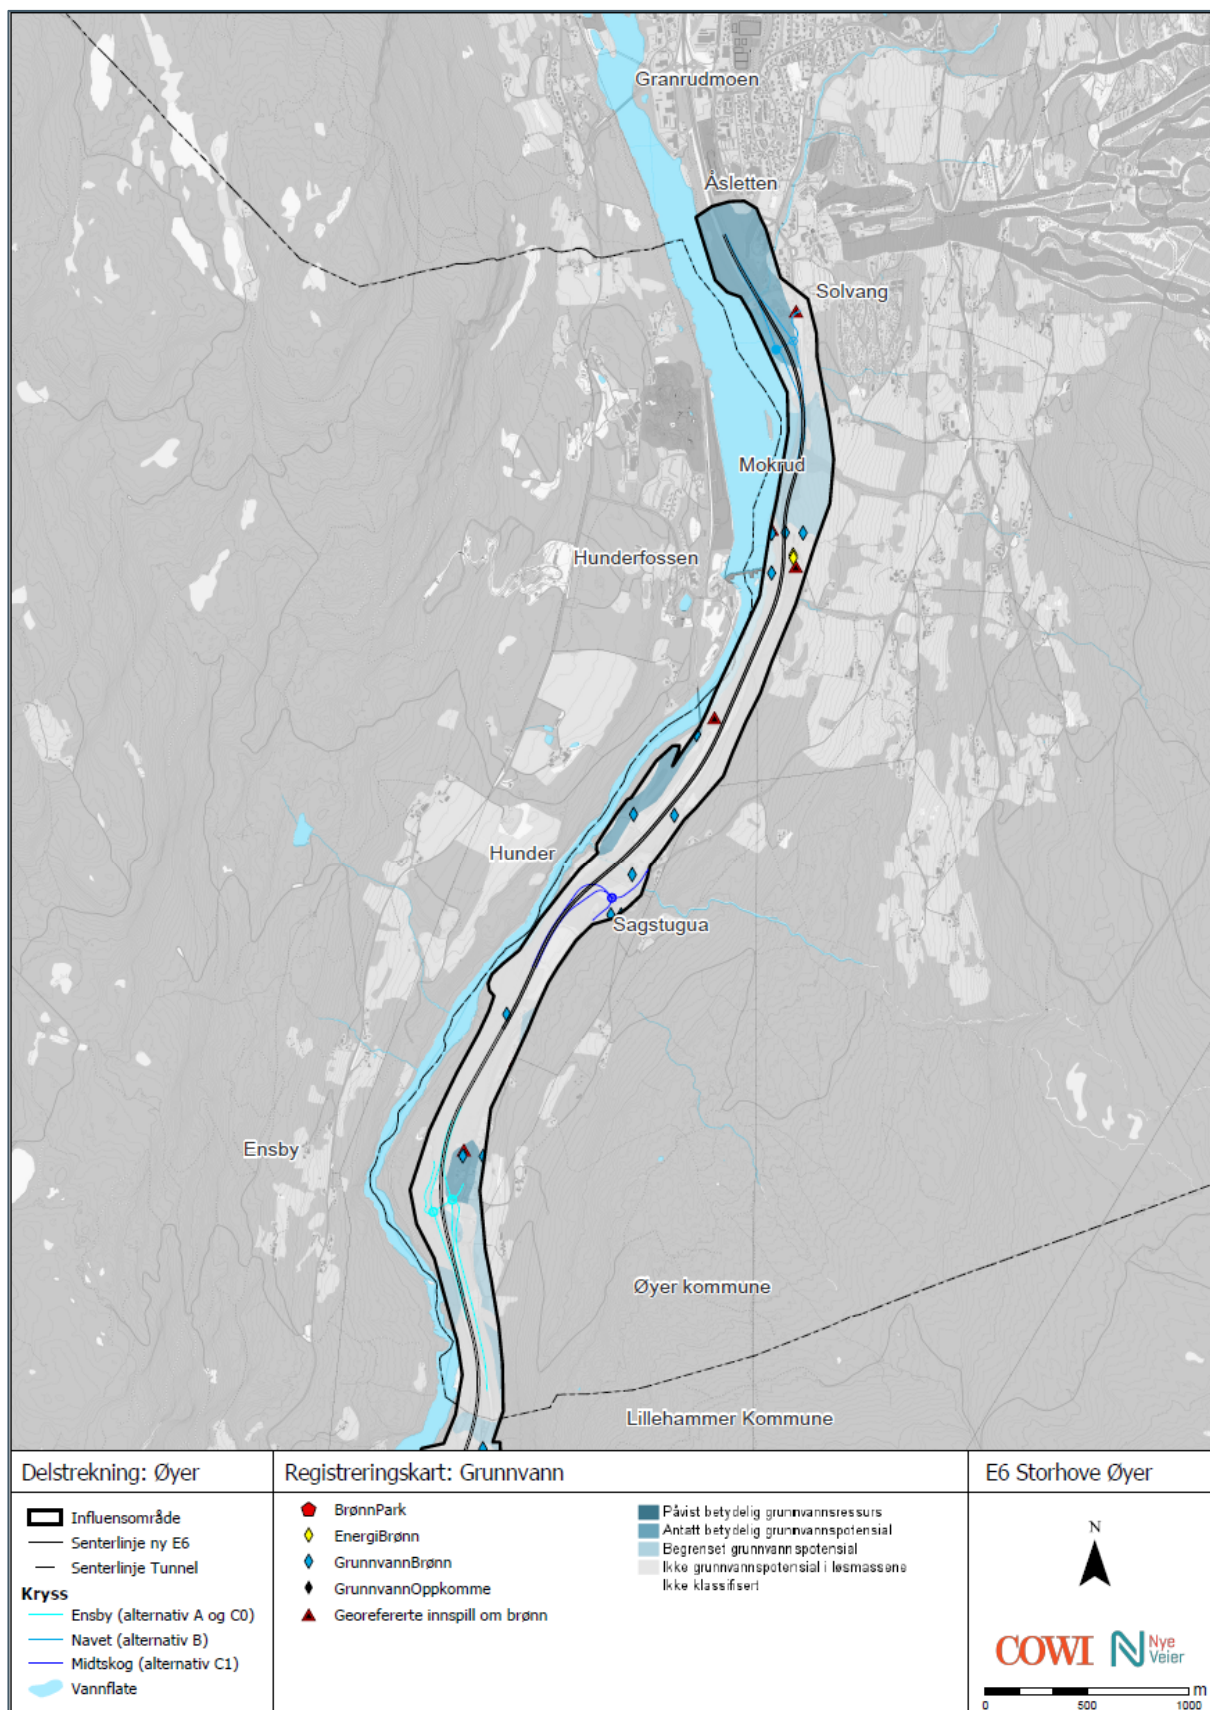 Granrudmoen
Åsletten
Solvang
Mokrud
Hunderfossen
Hunder
Sagstugua
Ensby
Øyer kommune
Lillehammer Kommune
Delstrekning: Øyer
Influensområde
Senterlinje ny E6
Senterlinje Tunnel
Kryss
Ensby (alternativ A og C0)
Navet (alternativ B)
Midtskog (alternativ C1)
Vannflate
Registreringskart: Grunnvann
BrønnPark
EnergiBrønn
GrunnvannBrønn
GrunnvannOppkomme
Georefererte innspill om brønn
Påvist betydelig grunnvannsressurs
Antatt betydelig grunnvannspotensial
Begrenset grunnvannspotensial
Ikke grunnvannspotensial i løsmassene
Ikke klassifisert
E6 Storhove Øyer
N
COWI
Nye
Veier
m
0 500 1000